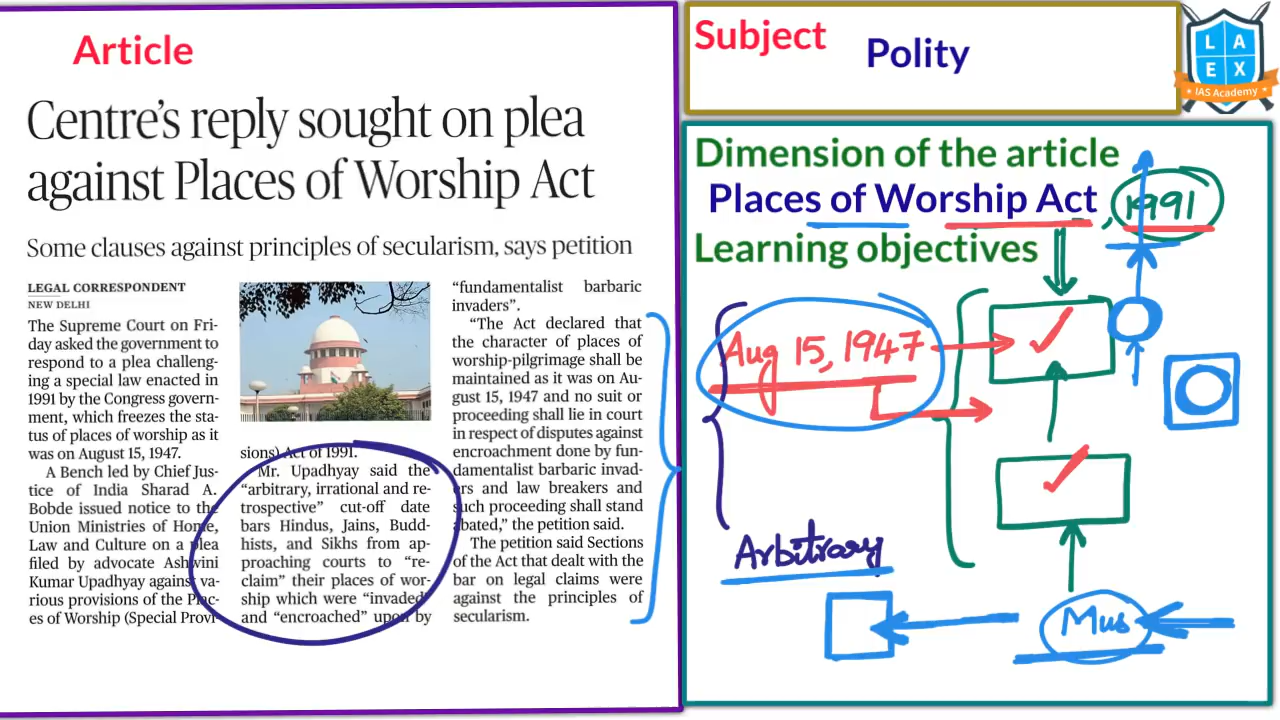 Article
Centre's reply sought on plea
against Places of Worship Act
Some clauses against principles of secularism, says petition
LEGAL CORRESPONDENT
NEW DELHI
The Supreme Court on Fri-
day asked the government to
respond to a plea challeng-
ing a special law enacted in
1991 by the Congress govern-
ment, which freezes the sta-
tus of places of worship as it
was on August 15, 1947.
A Bench led by Chief Jus-
tice of India Sharad A.
Bobde issued notice to the
Union Ministries of Home,
Law and Culture on a plea
filed by advocate Ashwini
Kumar Upadhyay against va-
rious provisions of the Plac-
es of Worship (Special Provi-
sions) Act of 1991.
Mr. Upadhyay said the
“arbitrary, irrational and re-
trospective” cut-off date
bars Hindus, Jains, Budd-
hists, and Sikhs from ap-
proaching courts to “re-
claim” their places of wor-
ship which were “invaded”
and “encroached” upon by
“fundamentalist barbaric
invaders”.
“The Act declared that
the character of places of
worship-pilgrimage shall be
maintained as it was on Au-
gust 15, 1947 and no suit or
proceeding shall lie in court
in respect of disputes against
encroachment done by fun-
damentalist barbaric invad-
ers and law breakers and
such proceeding shall stand
abated,” the petition said.
The petition said Sections
of the Act that dealt with the
bar on legal claims were
against the principles of
secularism.
Subject
Polity
LA
EX
IAS Academy
Dimension of the article
Places of Worship Act, 1991
Learning objectives
Aug 15, 1947
Arbitrary
Mus